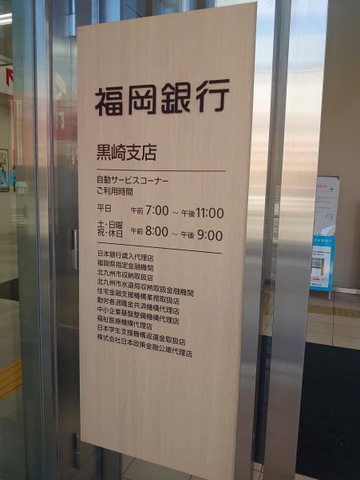 福岡銀行
黒崎支店
自動サービスコーナー
ご利用時間
平日 午前7:00～午後11:00
土・日曜
祝・休日 午前8:00～午後9:00
日本銀行歳入代理店
福岡県指定金融機関
北九州市収納取扱店
北九州市水道局収納取扱金融機関
住宅金融支援機構業務取扱店
勤労者退職金共済機構代理店
中小企業基盤整備機構代理店
福祉医療機構代理店
日本学生支援機構返還金取扱店
株式会社日本政策金融公庫代理店